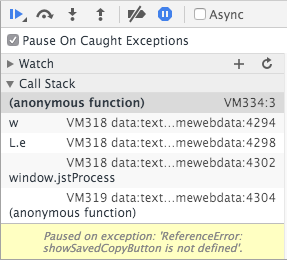 Async
Pause On Caught Exceptions
Watch
Call Stack
(anonymous function) VM334:3
w VM318 data:text…mewebdata:4294
L.e VM318 data:text…mewebdata:4298
VM318 data:text…mewebdata:4302
window.jstProcess
VM319 data:text…mewebdata:4304
(anonymous function)
Paused on exception: 'ReferenceError:
showSavedCopyButton is not defined'.